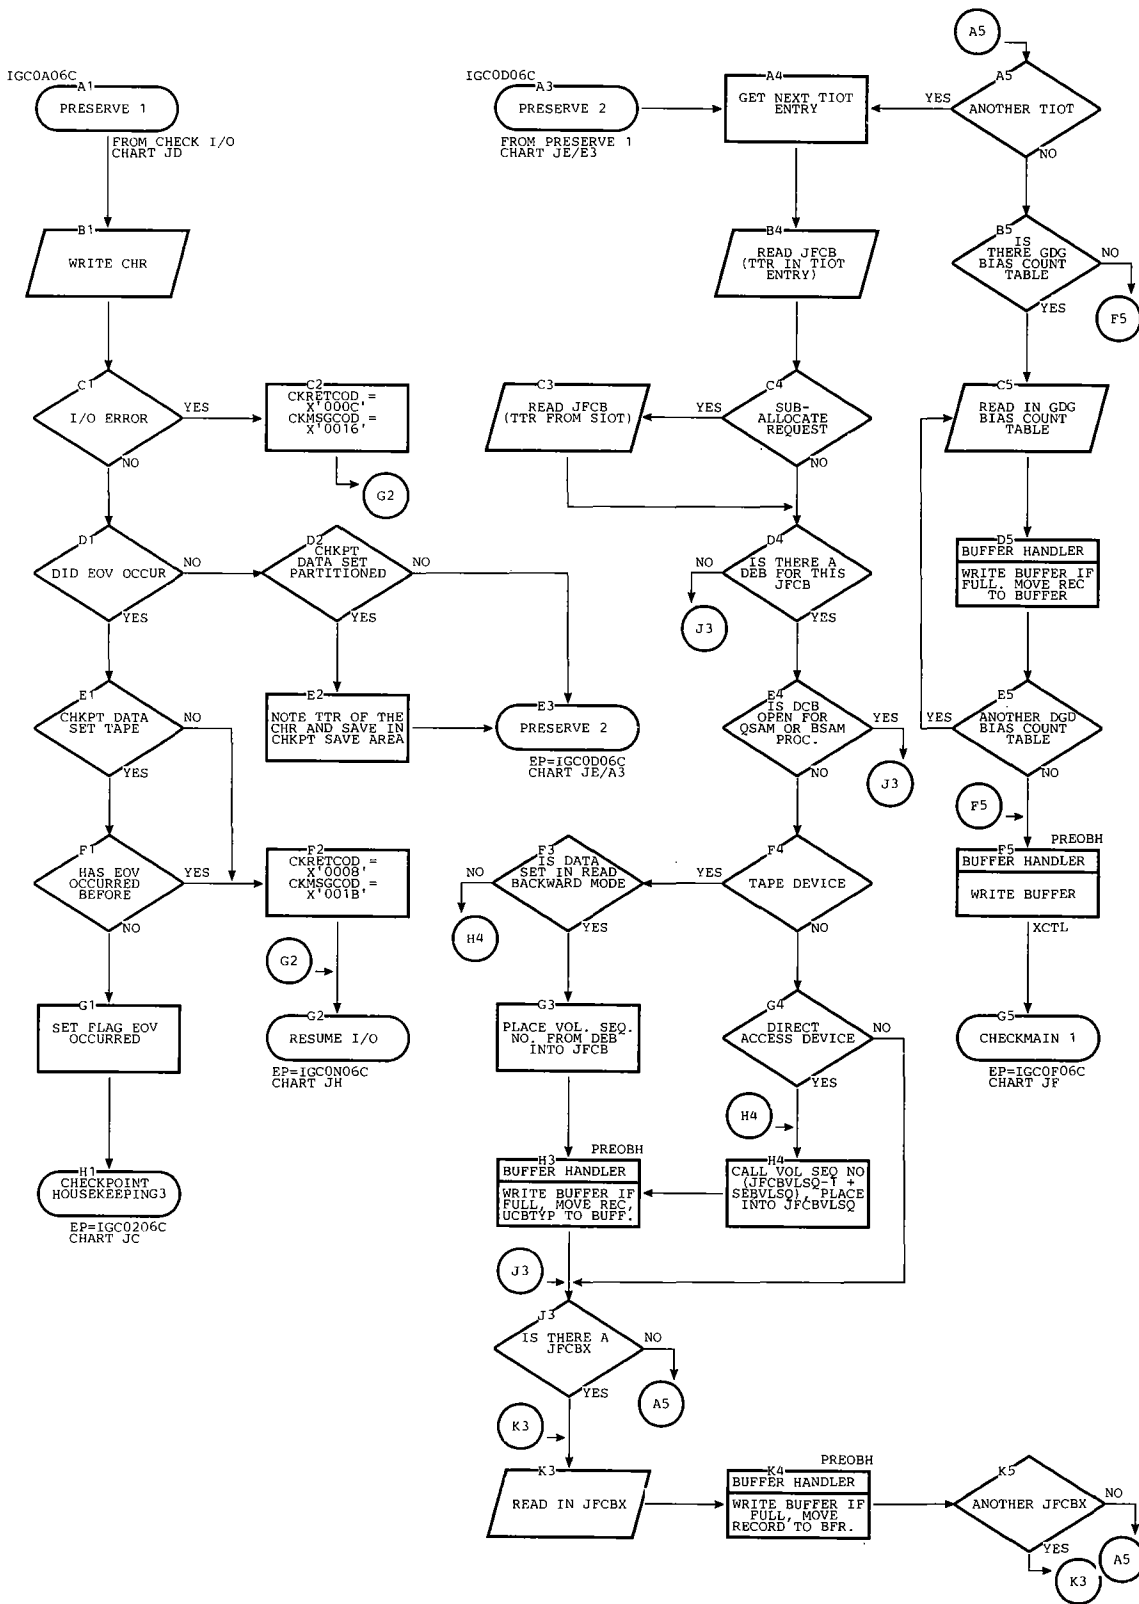 IGC0A06C
A1
PRESERVE 1
FROM CHECK I/O
CHART JD
B1
WRITE CHR
C1
I/O ERROR
YES
NO
C2
CKRETCOD =
X'000C'
CKMSGCOD =
X'0016'
G2
D1
DID EOV OCCUR
NO
YES
D2
CHKPT
DATA SET
PARTITIONED
NO
YES
E1
CHKPT DATA
SET TAPE
NO
YES
E2
NOTE TTR OF THE
CHR AND SAVE IN
CHKPT SAVE AREA
E3
PRESERVE 2
EP=IGC0D06C
CHART JE/A3
F1
HAS EOV
OCCURRED
BEFORE
YES
NO
F2
CKRETCOD =
X'0008'
CKMSGCOD =
X'001B'
G2
G1
SET FLAG EOV
OCCURRED
G2
RESUME I/O
EP=IGC0N06C
CHART JH
H1
CHECKPOINT
HOUSEKEEPING3
EP=IGC0206C
CHART JC
IGC0D06C
A3
PRESERVE 2
FROM PRESERVE 1
CHART JE/E3
A4
GET NEXT TIOT
ENTRY
A5
A5
ANOTHER TIOT
YES
NO
B4
READ JFCB
(TTR IN TIOT
ENTRY)
B5
IS
THERE GDG
BIAS COUNT
TABLE
NO
YES
F5
C3
READ JFCB
(TTR FROM SIOT)
C4
SUB-
ALLOCATE
REQUEST
YES
NO
C5
READ IN GDG
BIAS COUNT
TABLE
D4
IS THERE A
DEB FOR THIS
JFCB
NO
YES
J3
D5
BUFFER HANDLER
WRITE BUFFER IF
FULL. MOVE REC
TO BUFFER
E4
IS DCB
OPEN FOR
QSAM OR BSAM
PROC.
YES
NO
J3
E5
ANOTHER DGD
BIAS COUNT
TABLE
YES
NO
F5
F3
IS DATA
SET IN READ
BACKWARD MODE
NO
YES
H4
F4
TAPE DEVICE
YES
NO
PREOBH
F5
BUFFER HANDLER
WRITE BUFFER
XCTL
G3
PLACE VOL. SEQ.
NO. FROM DEB
INTO JFCB
G4
DIRECT
ACCESS DEVICE
NO
YES
H4
G5
CHECKMAIN 1
EP=IGC0F06C
CHART JF
PREOBH
H3
BUFFER HANDLER
WRITE BUFFER IF
FULL, MOVE REC,
UCBTYP TO BUFF.
H4
CALL VOL SEQ NO
(JFCBVLSQ-1 +
SEBVLSQ), PLACE
INTO JFCBVLSQ
J3
J3
IS THERE A
JFCBX
NO
YES
A5
K3
K3
READ IN JFCBX
PREOBH
K4
BUFFER HANDLER
WRITE BUFFER IF
FULL, MOVE
RECORD TO BFR.
K5
ANOTHER JFCBX
NO
YES
A5
K3